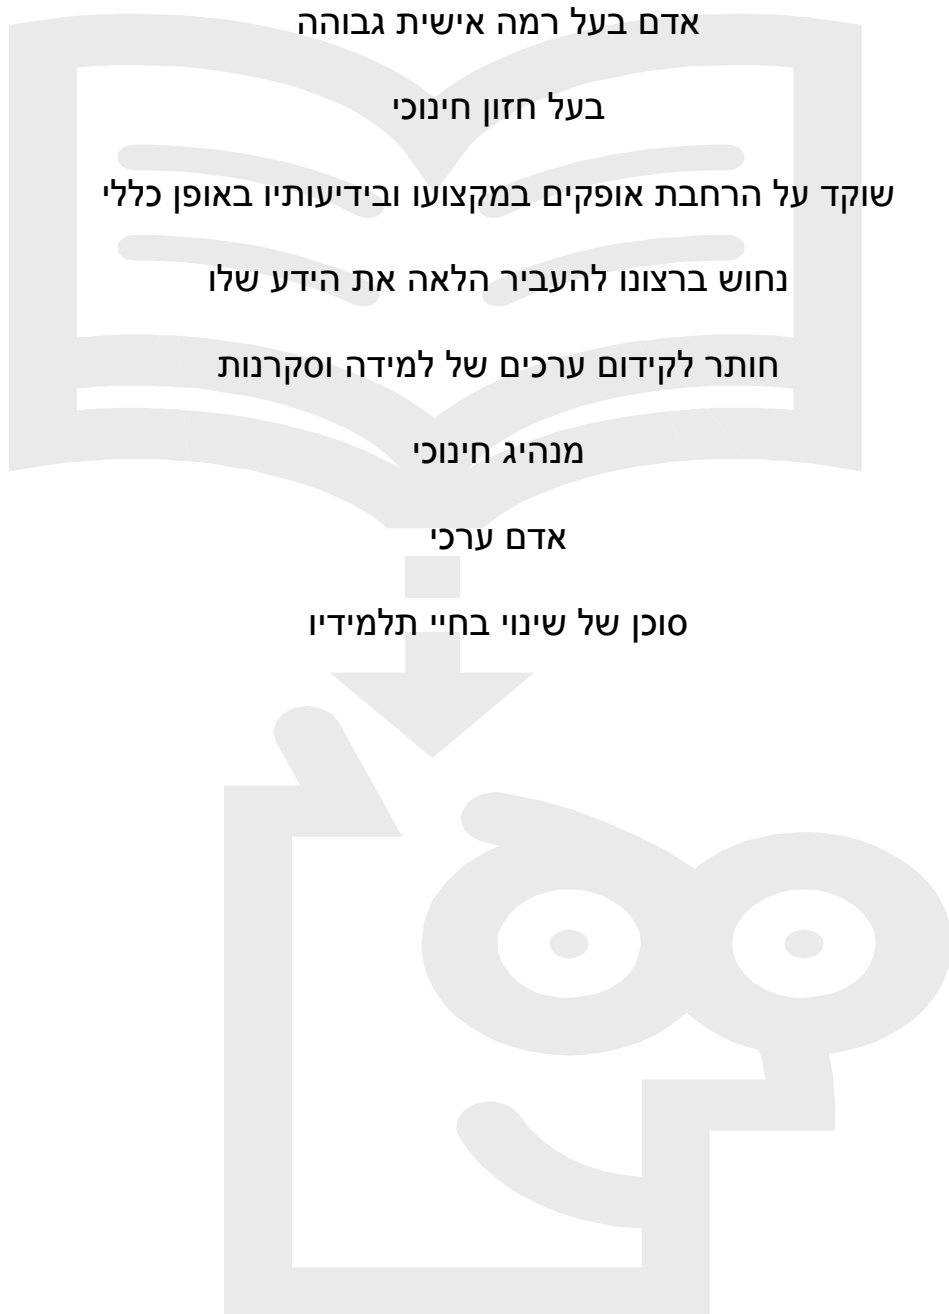 אדם בעל רמה אישית גבוהה
בעל חזון חינוכי
שוקד על הרחבת אופקים במקצועו ובידיעותיו באופן כללי
נחוש ברצונו להעביר הלאה את הידע שלו
חותר לקידום ערכים של למידה וסקרנות
מנהיג חינוכי
אדם ערכי
סוכן של שינוי בחיי תלמידיו